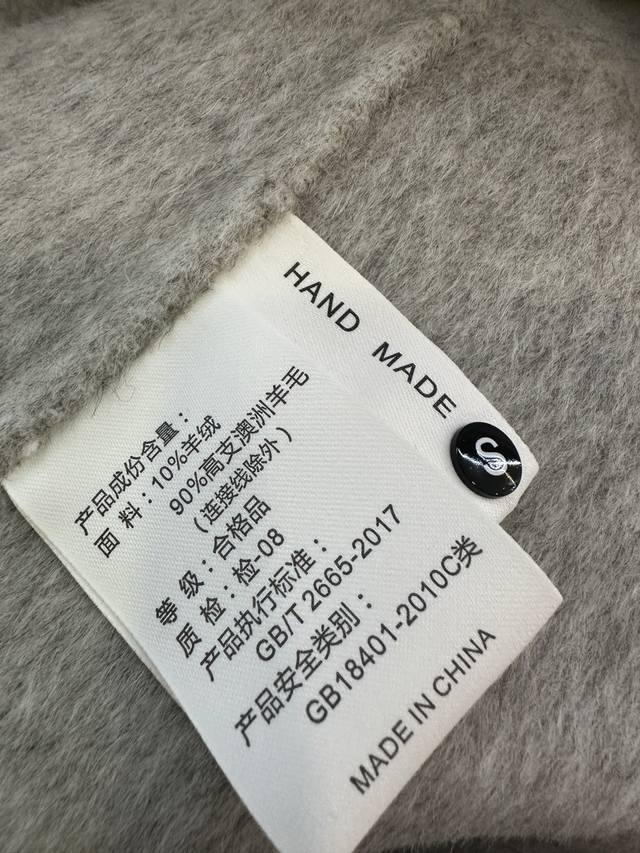 HAND MADE
S
产品成份含量：
面 料：10%羊绒
90%高支澳洲羊毛
（连接线除外）
等 级：合格品
质 检：检-08
产品执行标准：
GB/T 2665-2017
产品安全类别：
GB18401-2010C类
MADE IN CHINA